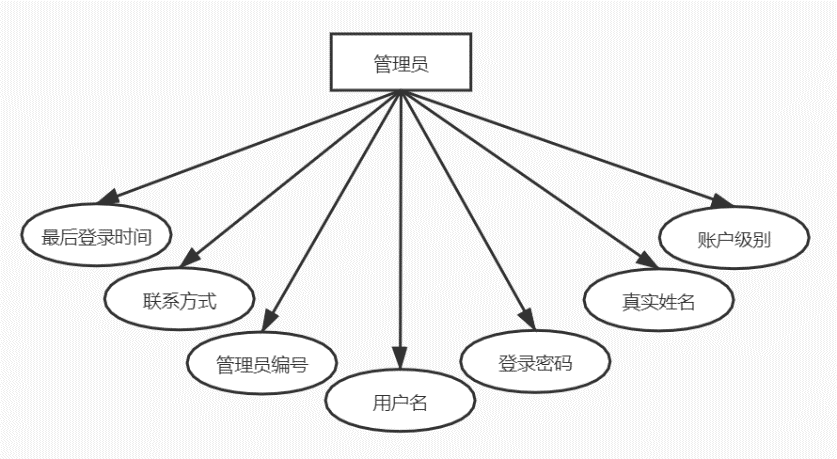 管理员
最后登录时间
联系方式
管理员编号
用户名
登录密码
真实姓名
账户级别